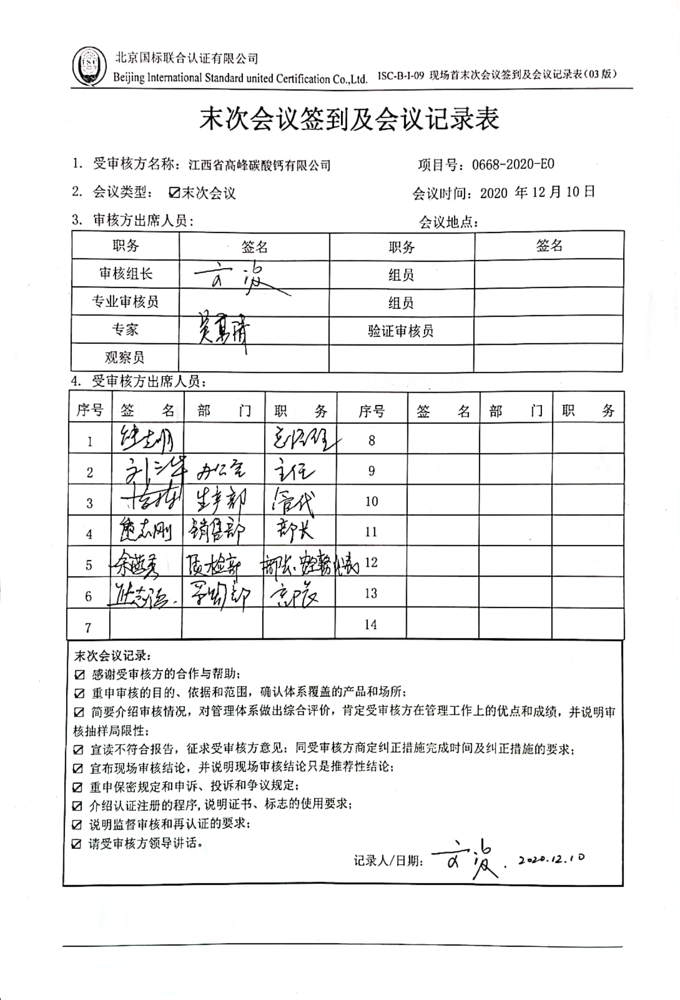 ISC
北京国标联合认证有限公司
Beijing International Standard united Certification Co.,Ltd. ISC-B-I-09 现场首末次会议签到及会议记录表(03版)
末次会议签到及会议记录表
1. 受审核方名称：江西省高峰碳酸钙有限公司 项目号：0668-2020-EO
2. 会议类型： ☑末次会议 会议时间：2020 年 12 月 10 日
3. 审核方出席人员： 会议地点：
职务 签名 职务 签名
审核组长 文波 组员
专业审核员 组员
专家 验证审核员
观察员
4. 受审核方出席人员：
序号 签 名 部 门 职 务 序号 签 名 部 门 职 务
1 总经理 8
2 办公室 主任 9
3 生产部 管代 10
4 熊志刚 销售部 部长 11
5 质检部 部长. 12
6 部长 13
7 14
末次会议记录：
☑ 感谢受审核方的合作与帮助；
☑ 重申审核的目的、依据和范围，确认体系覆盖的产品和场所；
☑ 简要介绍审核情况，对管理体系做出综合评价，肯定受审核方在管理工作上的优点和成绩，并说明审
核抽样局限性；
☑ 宣读不符合报告，征求受审核方意见；同受审核方商定纠正措施完成时间及纠正措施的要求；
☑ 宣布现场审核结论，并说明现场审核结论只是推荐性结论；
☑ 重申保密规定和申诉、投诉和争议规定；
☑ 介绍认证注册的程序,说明证书、标志的使用要求；
☑ 说明监督审核和再认证的要求；
☑ 请受审核方领导讲话。
记录人/日期： 文波. 2020.12.10